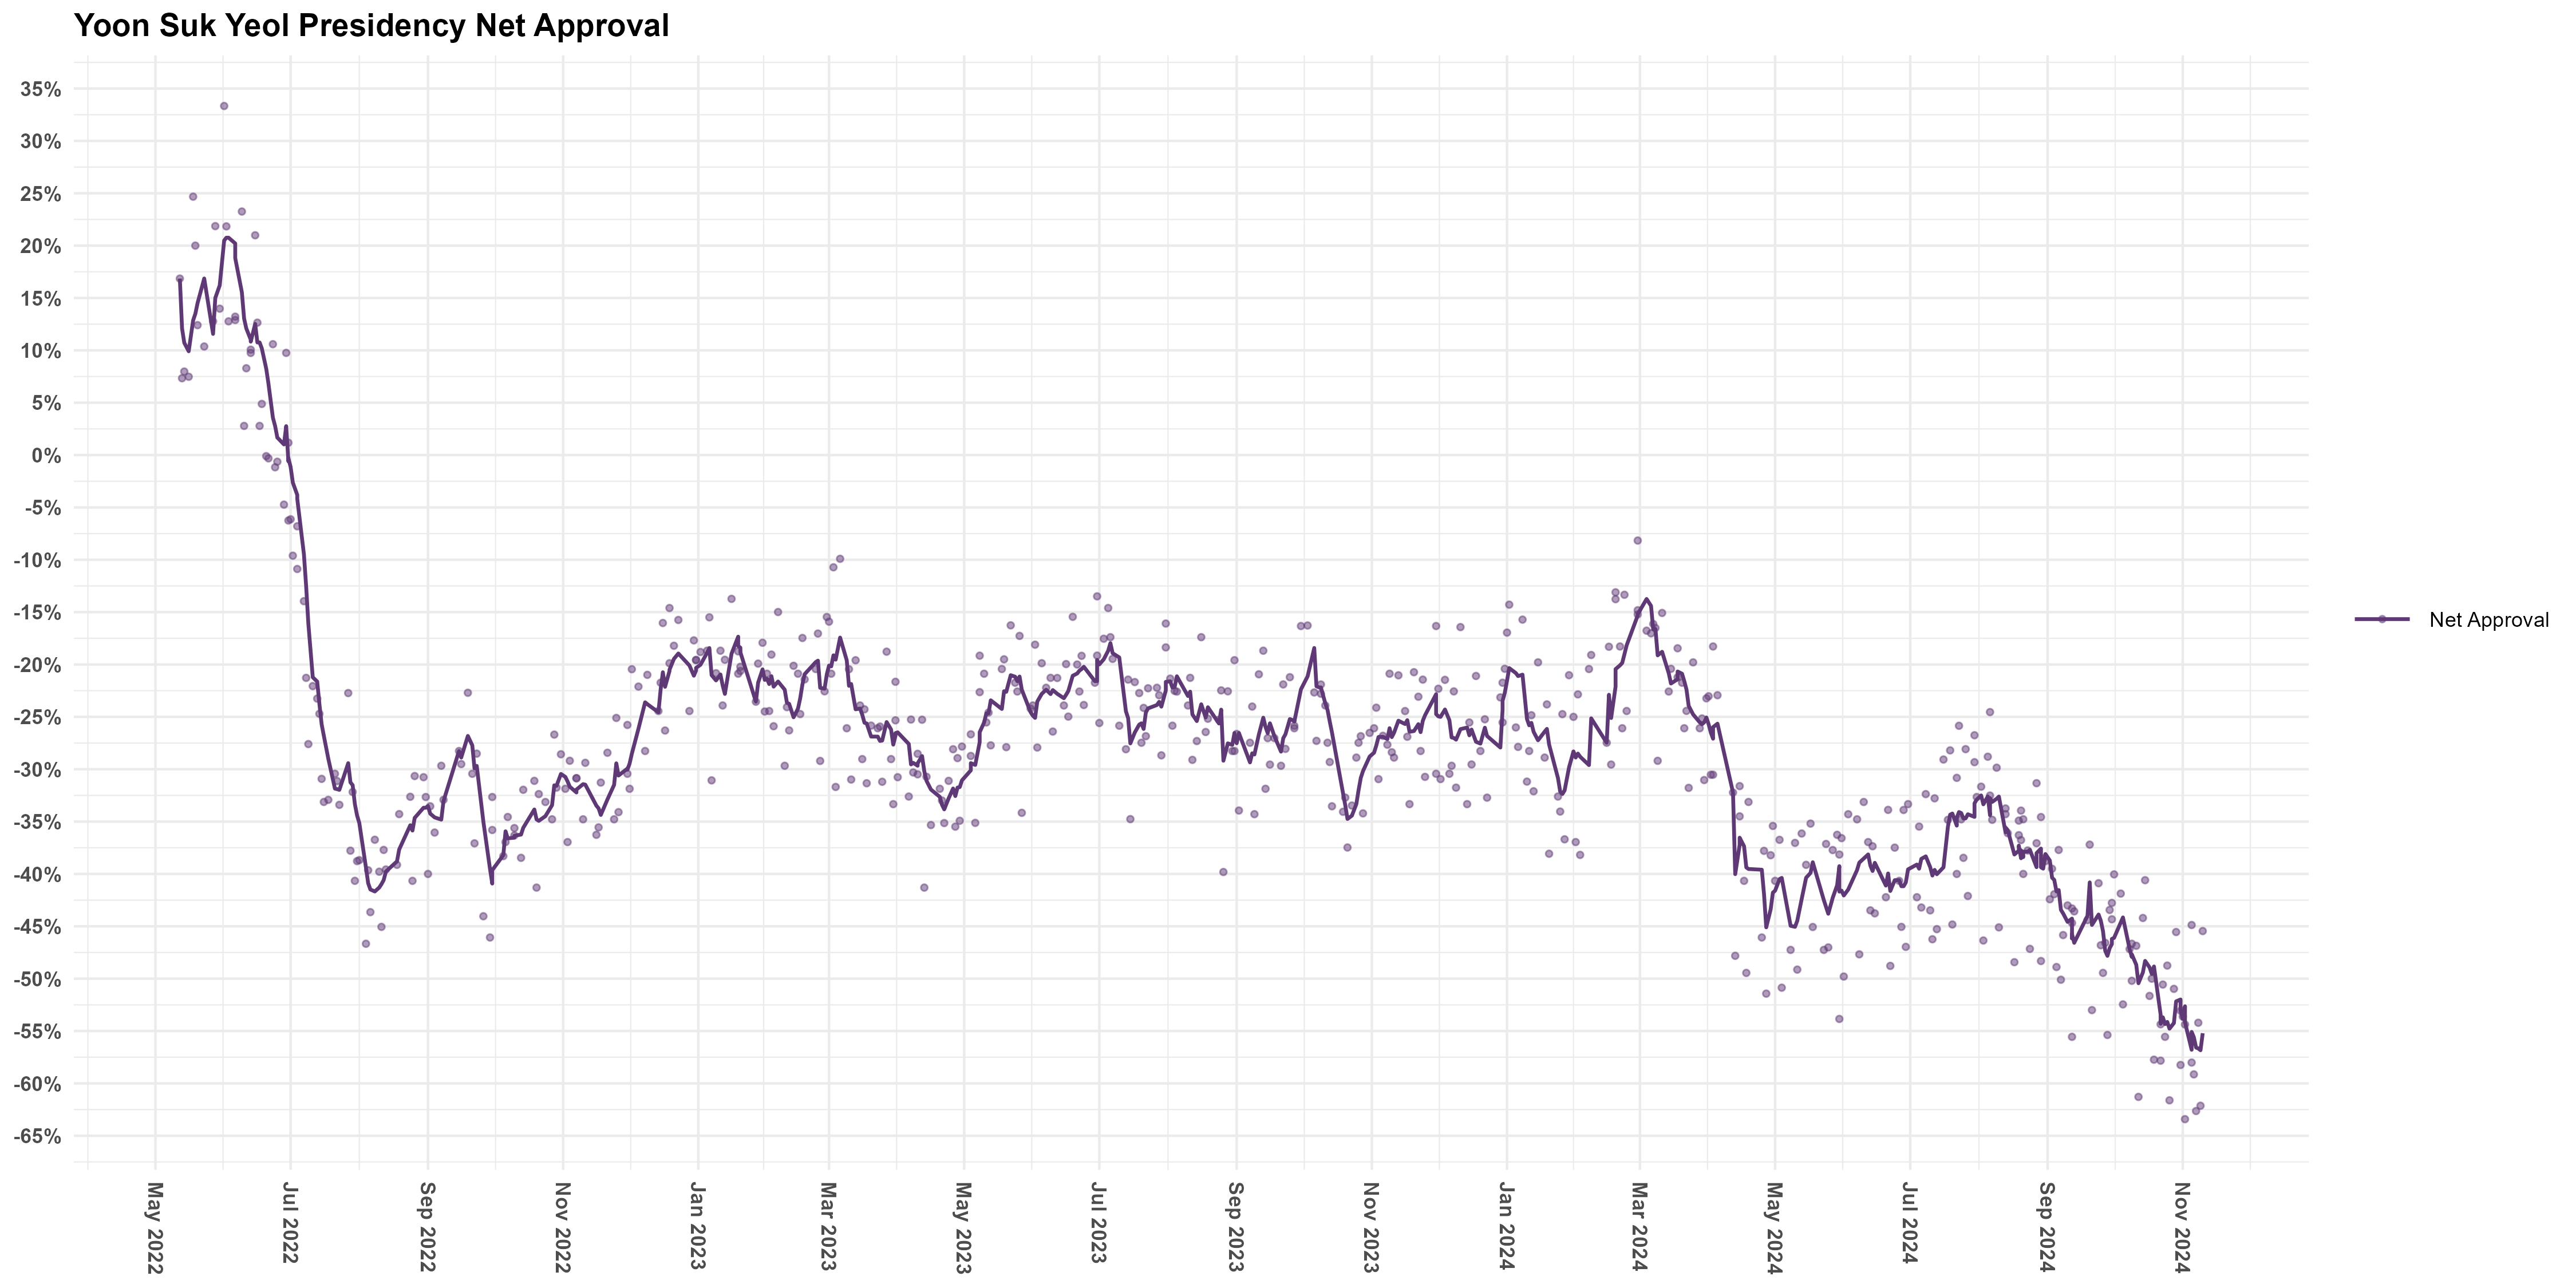 Yoon Suk Yeol Presidency Net Approval
35%
30%
25%
20%
15%
10%
5%
0%
-5%
-10%
-15%
-20%
-25%
-30%
-35%
-40%
-45%
-50%
-55%
-60%
-65%
May 2022
Jul 2022
Sep 2022
Nov 2022
Jan 2023
Mar 2023
May 2023
Jul 2023
Sep 2023
Nov 2023
Jan 2024
Mar 2024
May 2024
Jul 2024
Sep 2024
Nov 2024
Net Approval